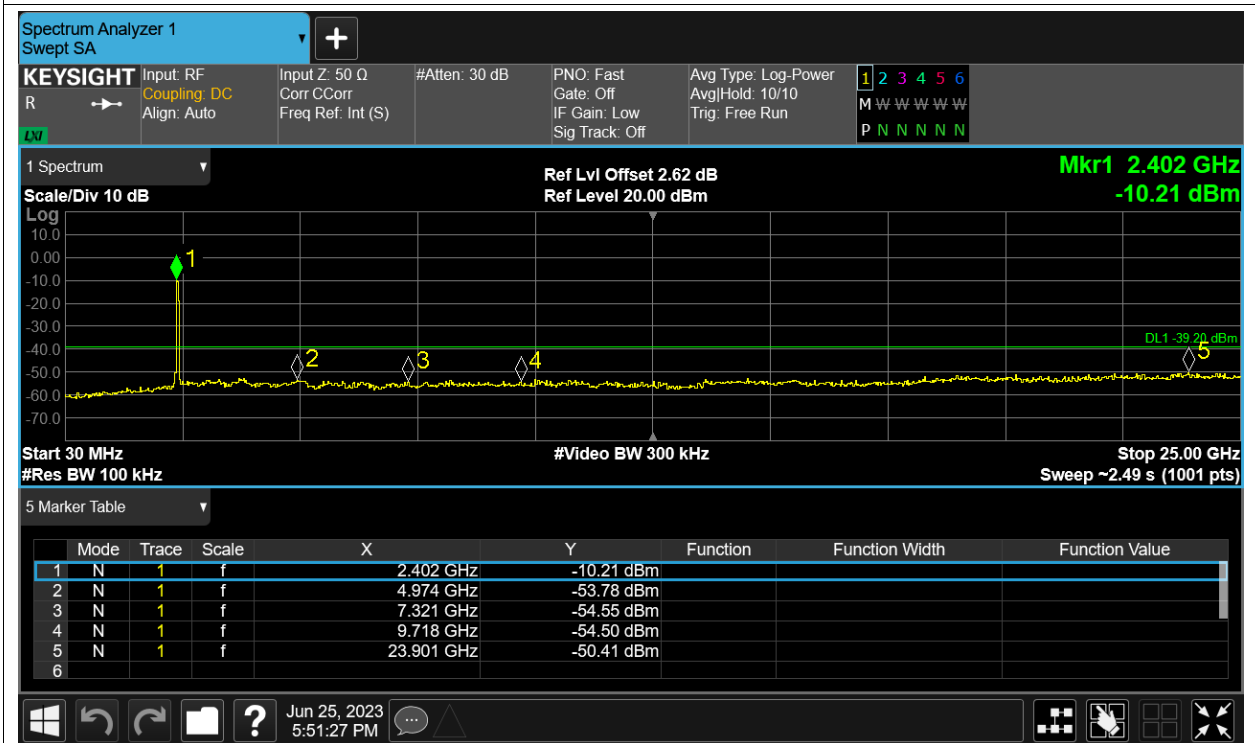 Spectrum Analyzer 1
Swept SA
KEYSIGHT
R
LXI
Input: RF
Coupling: DC
Align: Auto
Input Z: 50 Ω
Corr CCorr
Freq Ref: Int (S)
#Atten: 30 dB
PNO: Fast
Gate: Off
IF Gain: Low
Sig Track: Off
Avg Type: Log-Power
Avg|Hold: 10/10
Trig: Free Run
1 2 3 4 5 6
M W W W W W
P N N N N N
1 Spectrum
Scale/Div 10 dB
Ref Lvl Offset 2.62 dB
Ref Level 20.00 dBm
Mkr1 2.402 GHz
-10.21 dBm
Log
10.0
0.00
-10.0
-20.0
-30.0
-40.0
-50.0
-60.0
-70.0
1
2
3
4
5
DL1 -39.20 dBm
Start 30 MHz
#Video BW 300 kHz
Stop 25.00 GHz
#Res BW 100 kHz
Sweep ~2.49 s (1001 pts)
5 Marker Table
Mode Trace Scale X Y Function Function Width Function Value
1 N 1 f 2.402 GHz -10.21 dBm
2 N 1 f 4.974 GHz -53.78 dBm
3 N 1 f 7.321 GHz -54.55 dBm
4 N 1 f 9.718 GHz -54.50 dBm
5 N 1 f 23.901 GHz -50.41 dBm
6
?
Jun 25, 2023
5:51:27 PM